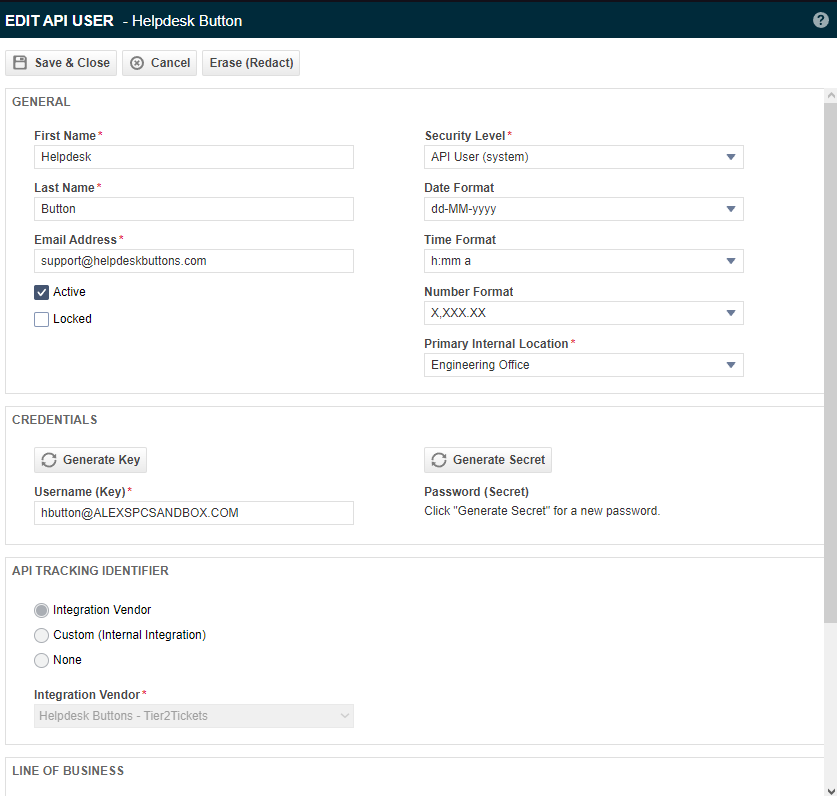 EDIT API USER - Helpdesk Button
?
Save & Close
Cancel
Erase (Redact)
GENERAL
First Name*
Helpdesk
Last Name*
Button
Email Address*
support@helpdeskbuttons.com
Active
Locked
Security Level*
API User (system)
Date Format
dd-MM-yyyy
Time Format
h:mm a
Number Format
X,XXX.XX
Primary Internal Location*
Engineering Office
CREDENTIALS
Generate Key
Username (Key)*
hbutton@ALEXSPCSANDBOX.COM
Generate Secret
Password (Secret)
Click "Generate Secret" for a new password.
API TRACKING IDENTIFIER
Integration Vendor
Custom (Internal Integration)
None
Integration Vendor*
Helpdesk Buttons - Tier2Tickets
LINE OF BUSINESS